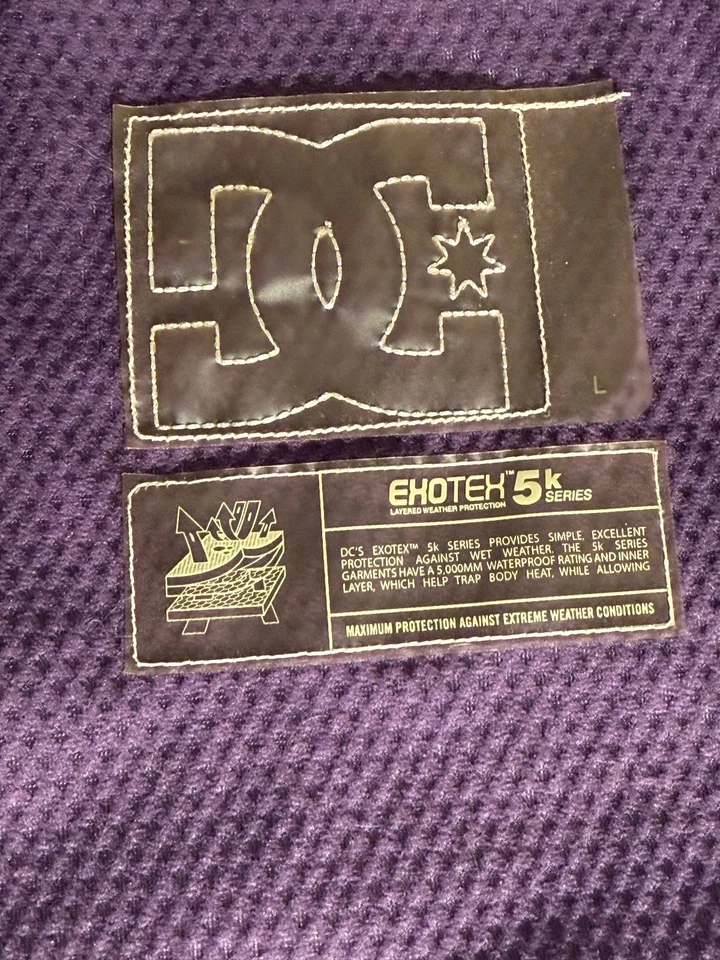 DC
L
EXOTEX™ 5k SERIES
LAYERED WEATHER PROTECTION
DC'S EXOTEX™ 5k SERIES PROVIDES SIMPLE, EXCELLENT
PROTECTION AGAINST WET WEATHER. THE 5k SERIES
GARMENTS HAVE A 5,000MM WATERPROOF RATING AND INNER
LAYER, WHICH HELP TRAP BODY HEAT, WHILE ALLOWING
MAXIMUM PROTECTION AGAINST EXTREME WEATHER CONDITIONS